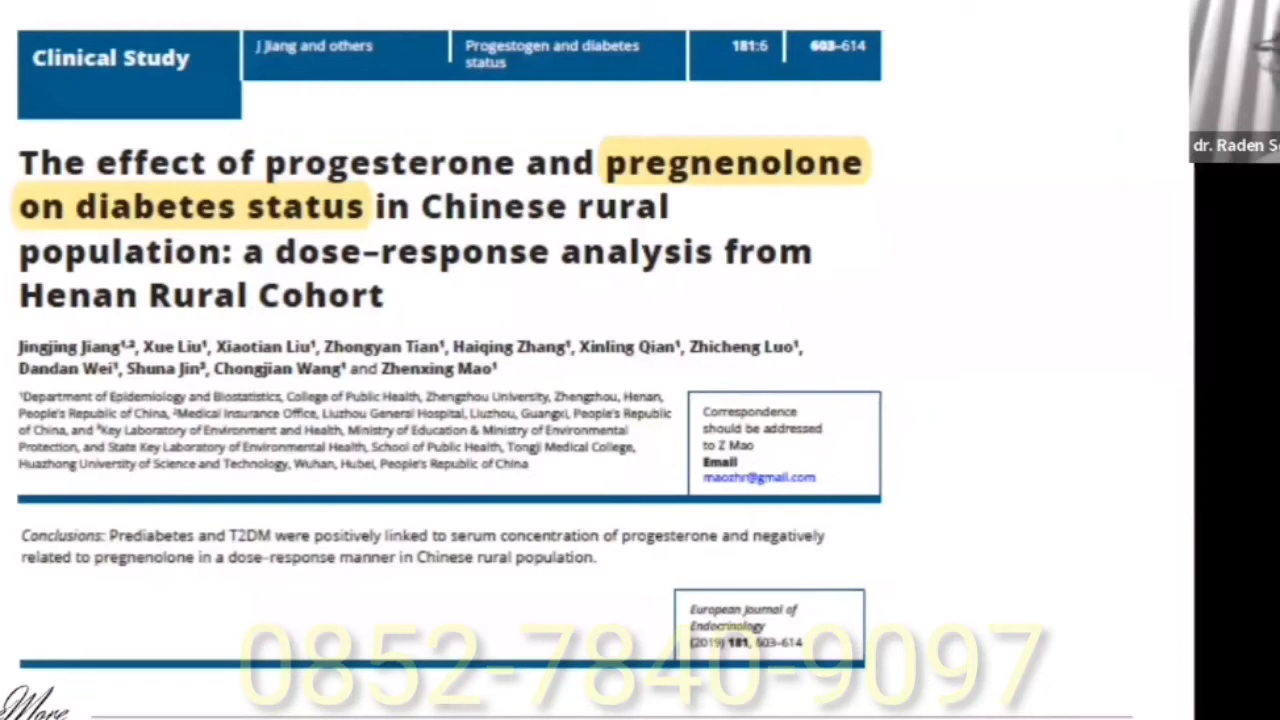 Clinical Study
J Jiang and others
Progestogen and diabetes
status
181:6
603–614
dr. Raden S
The effect of progesterone and pregnenolone
on diabetes status in Chinese rural
population: a dose–response analysis from
Henan Rural Cohort
Jingjing Jiang¹,², Xue Liu¹, Xiaotian Liu¹, Zhongyan Tian¹, Haiqing Zhang¹, Xinling Qian¹, Zhicheng Luo¹,
Dandan Wei¹, Shuna Jin³, Chongjian Wang¹ and Zhenxing Mao¹
¹Department of Epidemiology and Biostatistics, College of Public Health, Zhengzhou University, Zhengzhou, Henan,
People's Republic of China, ²Medical Insurance Office, Liuzhou General Hospital, Liuzhou, Guangxi, People's Republic
of China, and ³Key Laboratory of Environment and Health, Ministry of Education & Ministry of Environmental
Protection, and State Key Laboratory of Environmental Health, School of Public Health, Tongji Medical College,
Huazhong University of Science and Technology, Wuhan, Hubei, People's Republic of China
Correspondence
should be addressed
to Z Mao
Email
maozhr@gmail.com
Conclusions: Prediabetes and T2DM were positively linked to serum concentration of progesterone and negatively
related to pregnenolone in a dose–response manner in Chinese rural population.
European Journal of
Endocrinology
(2019) 181, 603–614
0852-7840-9097
More